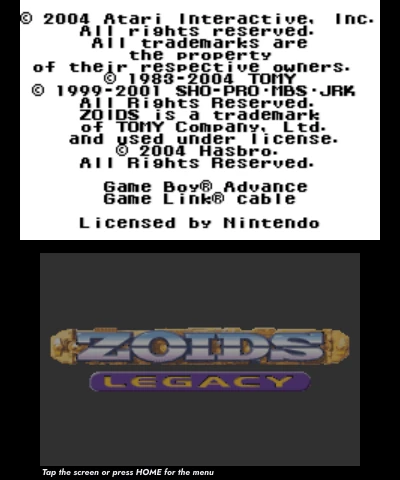 © 2004 Atari Interactive, Inc.
All rights reserved.
All trademarks are
the property
of their respective owners.
© 1983-2004 TOMY
© 1999-2001 SHO-PRO·MBS·JRK
All Rights Reserved.
ZOIDS is a trademark
of TOMY Company, Ltd.
and used under license.
© 2004 Hasbro.
All Rights Reserved.
Game Boy® Advance
Game Link® cable
Licensed by Nintendo
ZOIDS
LEGACY
Tap the screen or press HOME for the menu